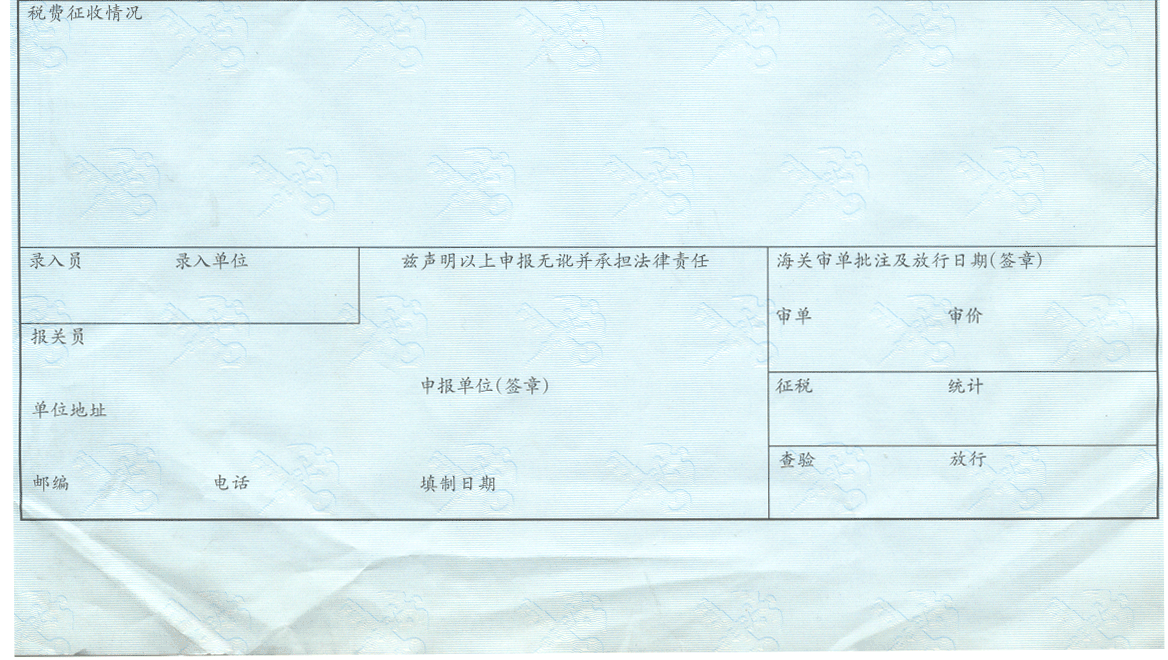 税费征收情况
录入员 录入单位 兹声明以上申报无讹并承担法律责任 海关审单批注及放行日期(签章)
审单 审价
报关员
申报单位(签章) 征税 统计
单位地址
查验 放行
邮编 电话 填制日期